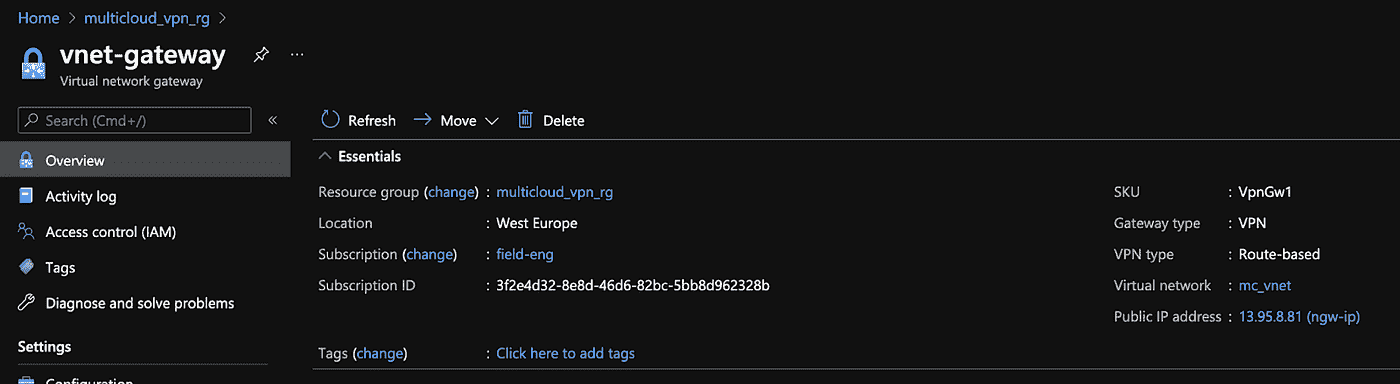 Home > multicloud_vpn_rg >
vnet-gateway
Virtual network gateway
Search (Cmd+/)
Refresh
Move
Delete
Overview
Activity log
Access control (IAM)
Tags
Diagnose and solve problems
Settings
Configuration
Essentials
Resource group (change) : multicloud_vpn_rg
Location : West Europe
Subscription (change) : field-eng
Subscription ID : 3f2e4d32-8e8d-46d6-82bc-5bb8d962328b
Tags (change) : Click here to add tags
SKU : VpnGw1
Gateway type : VPN
VPN type : Route-based
Virtual network : mc_vnet
Public IP address : 13.95.8.81 (ngw-ip)